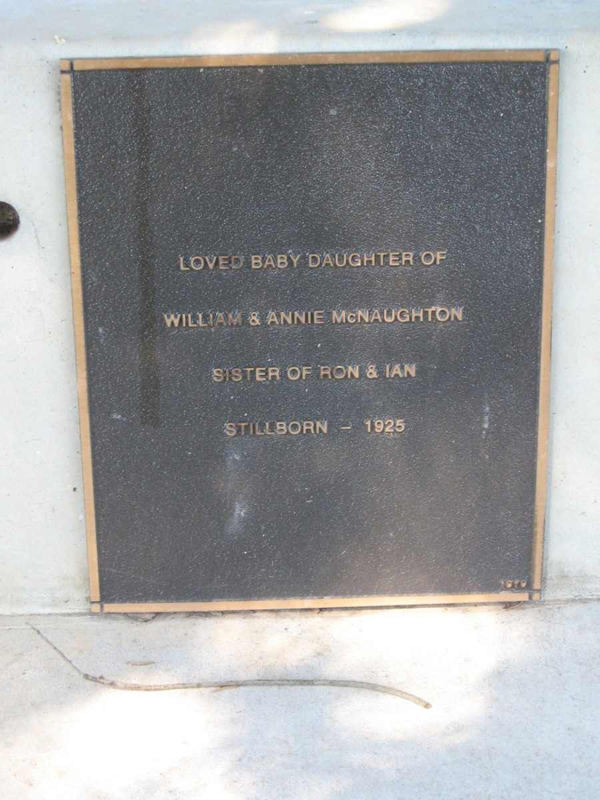 LOVED BABY DAUGHTER OF
WILLIAM & ANNIE McNAUGHTON
SISTER OF RON & IAN
STILLBORN – 1925